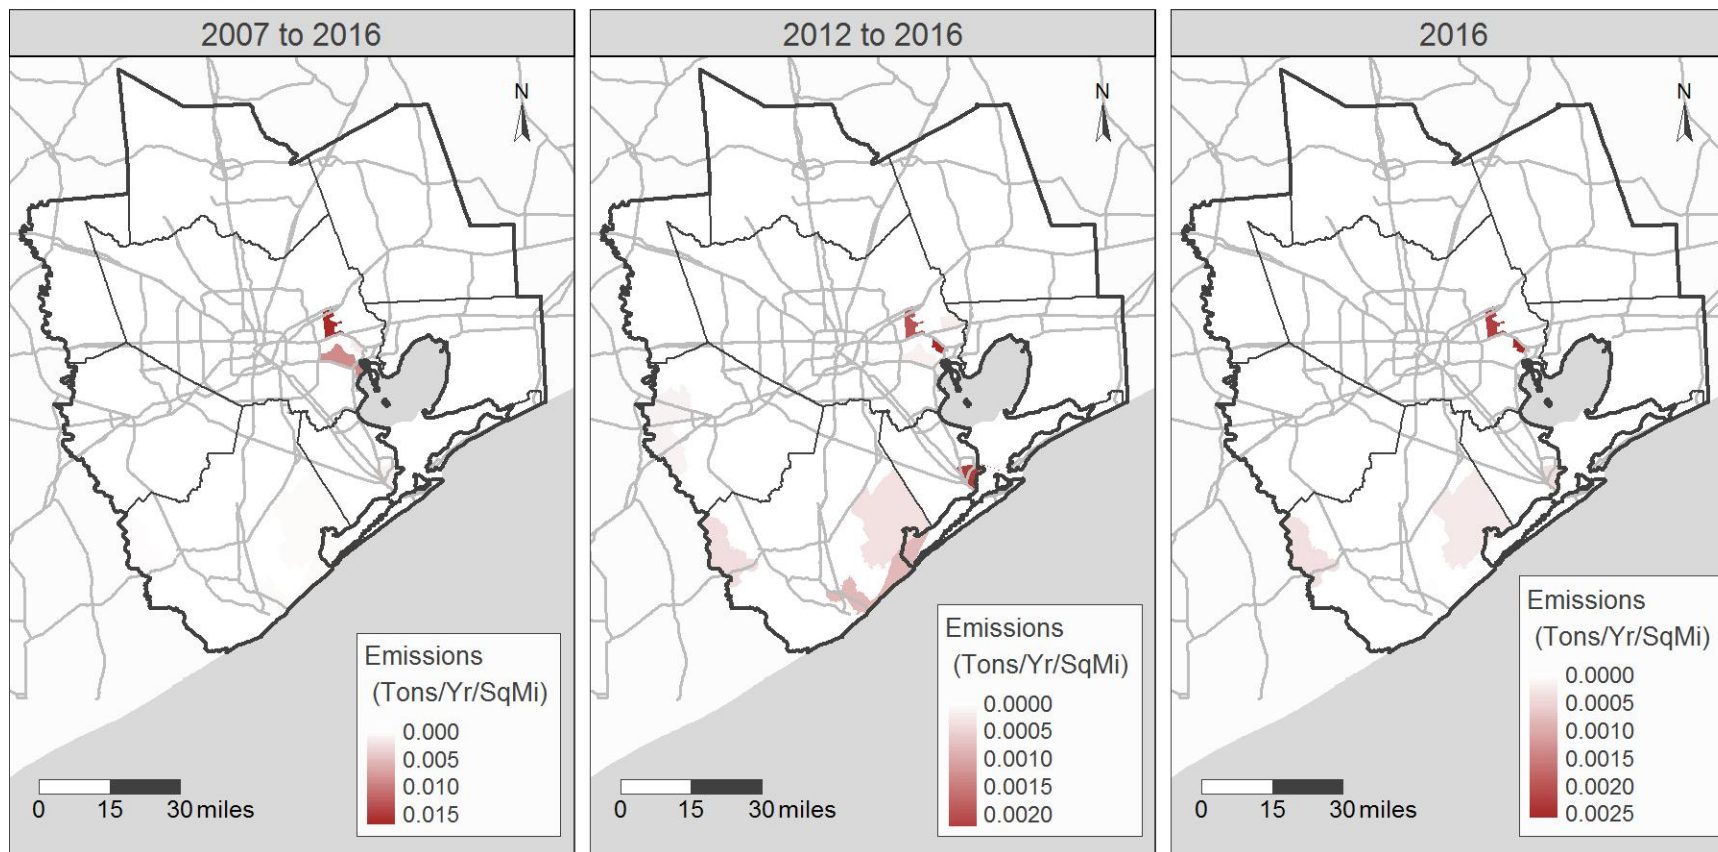 2007 to 2016
N
Emissions
(Tons/Yr/SqMi)
0.000
0.005
0.010
0.015
0 15 30 miles
2012 to 2016
N
Emissions
(Tons/Yr/SqMi)
0.0000
0.0005
0.0010
0.0015
0.0020
0 15 30 miles
2016
N
Emissions
(Tons/Yr/SqMi)
0.0000
0.0005
0.0010
0.0015
0.0020
0.0025
0 15 30 miles